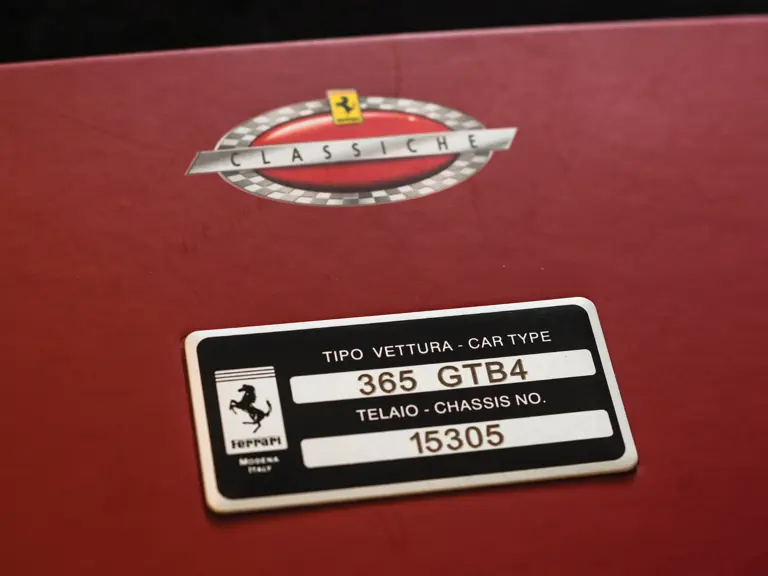 CLASSICHE
TIPO VETTURA - CAR TYPE
365 GTB4
TELAIO - CHASSIS NO.
15305
Ferrari
MODENA
ITALY